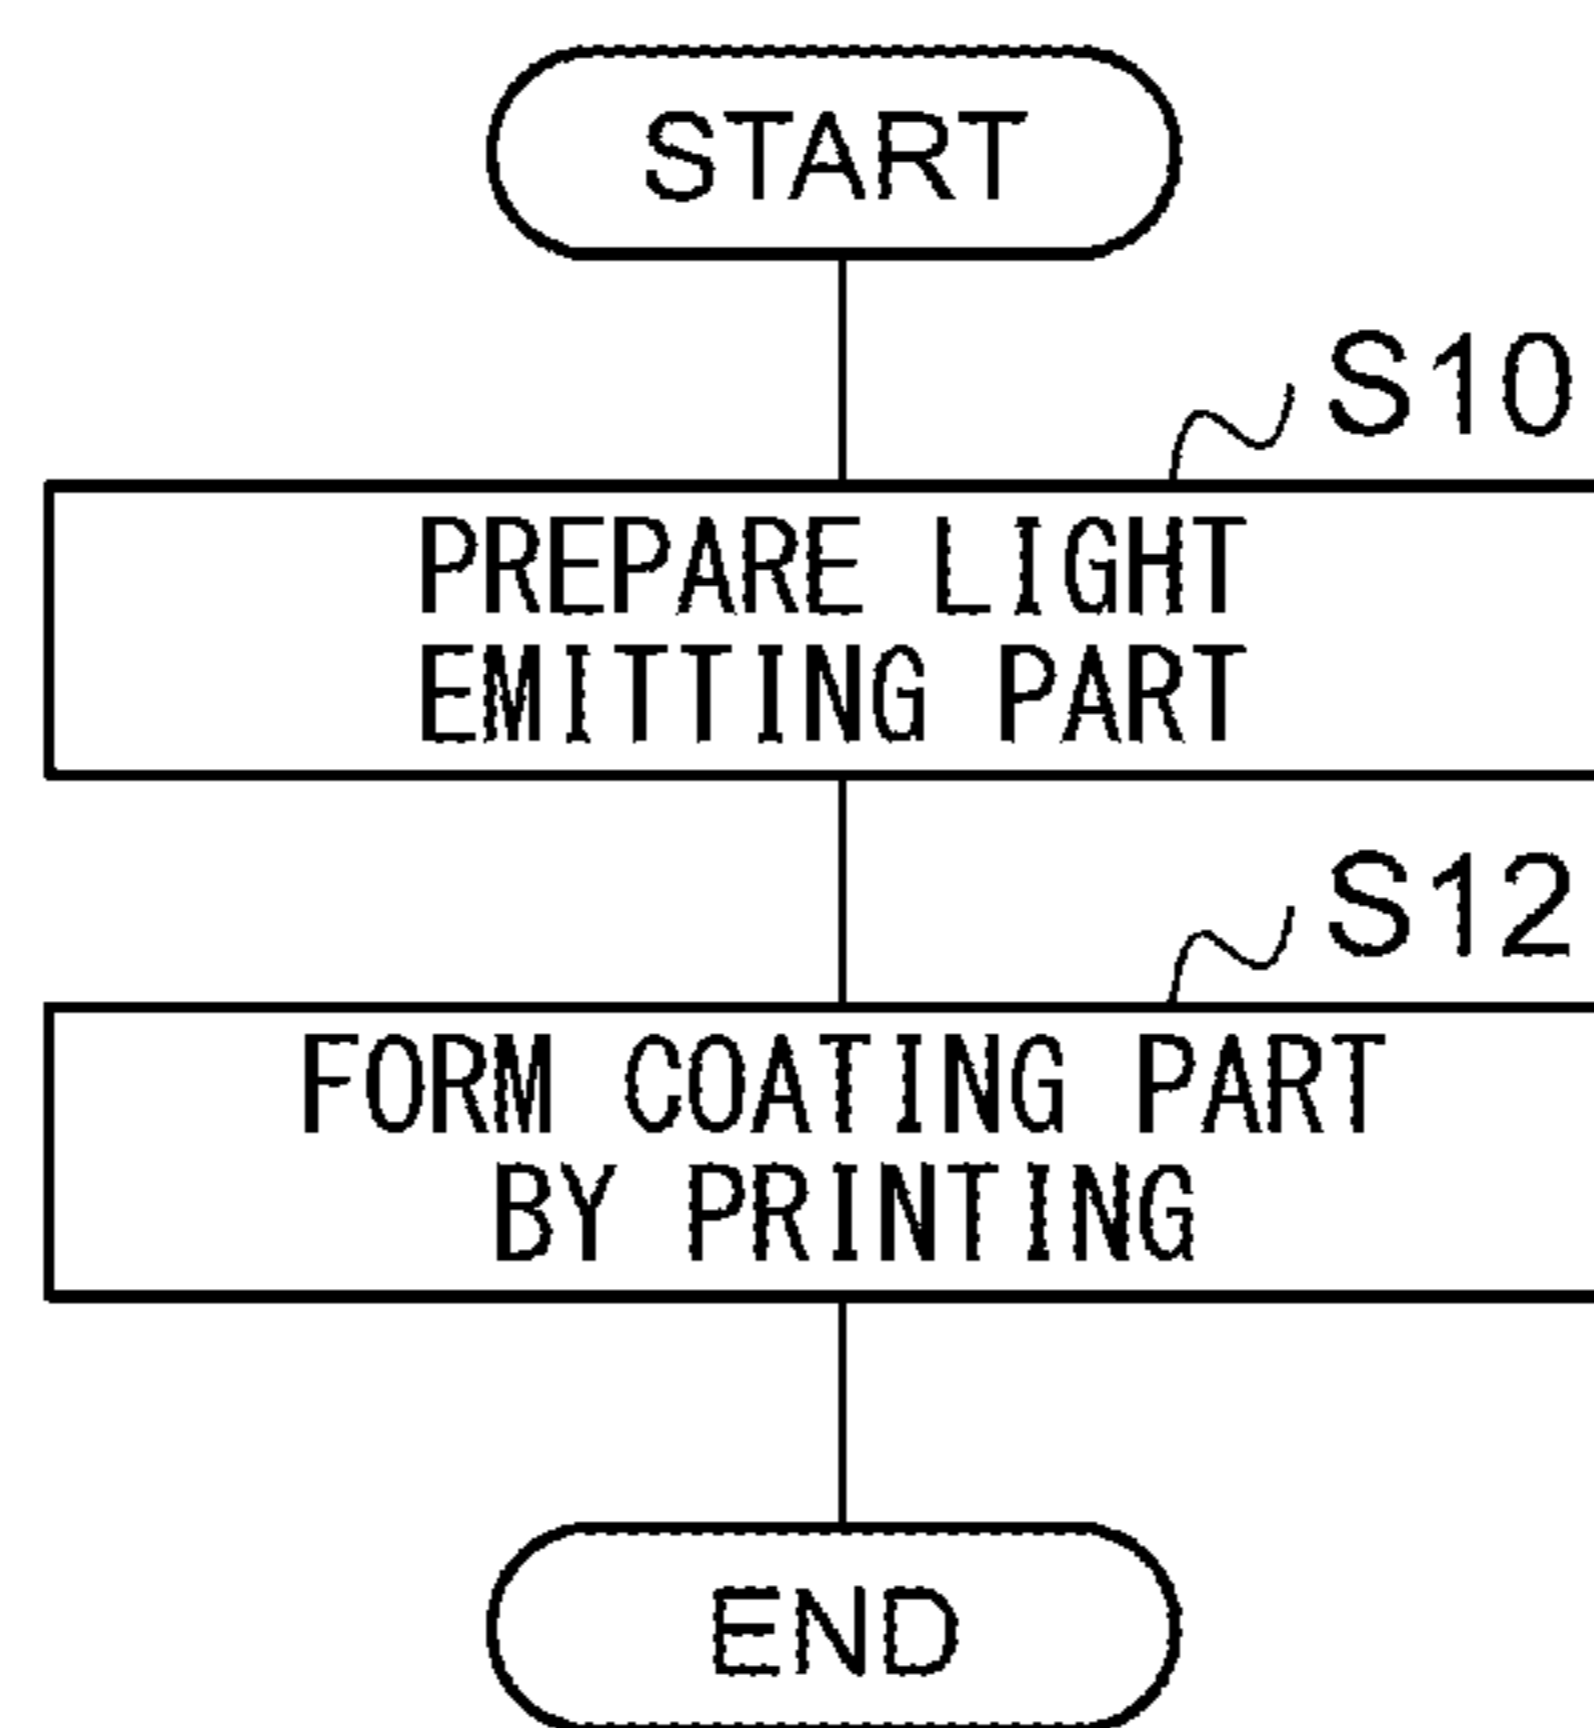 START
S10
PREPARE LIGHT
EMITTING PART
S12
FORM COATING PART
BY PRINTING
END